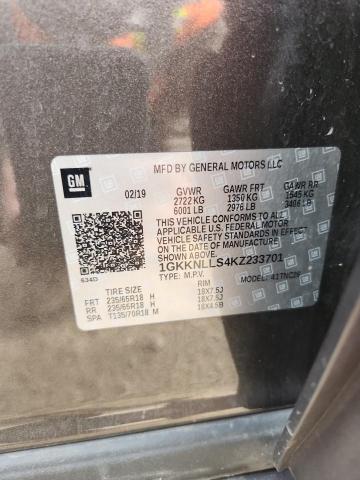 GM
MFD BY GENERAL MOTORS LLC
02/19 GVWR GAWR FRT GAWR RR
2722 KG 1350 KG 1545 KG
6001 LB 2976 LB 3406 LB
THIS VEHICLE CONFORMS TO ALL
APPLICABLE U.S. FEDERAL MOTOR
VEHICLE SAFETY STANDARDS IN
EFFECT ON THE DATE OF
MANUFACTURE SHOWN ABOVE.
1GKKNLLS4KZ233701
TYPE: M.P.V. MODEL:
TIRE SIZE RIM
FRT 235/65R18 H 18X7.5J
RR 235/65R18 H 18X7.5J
SPA T135/70R18 M 18X4.5B